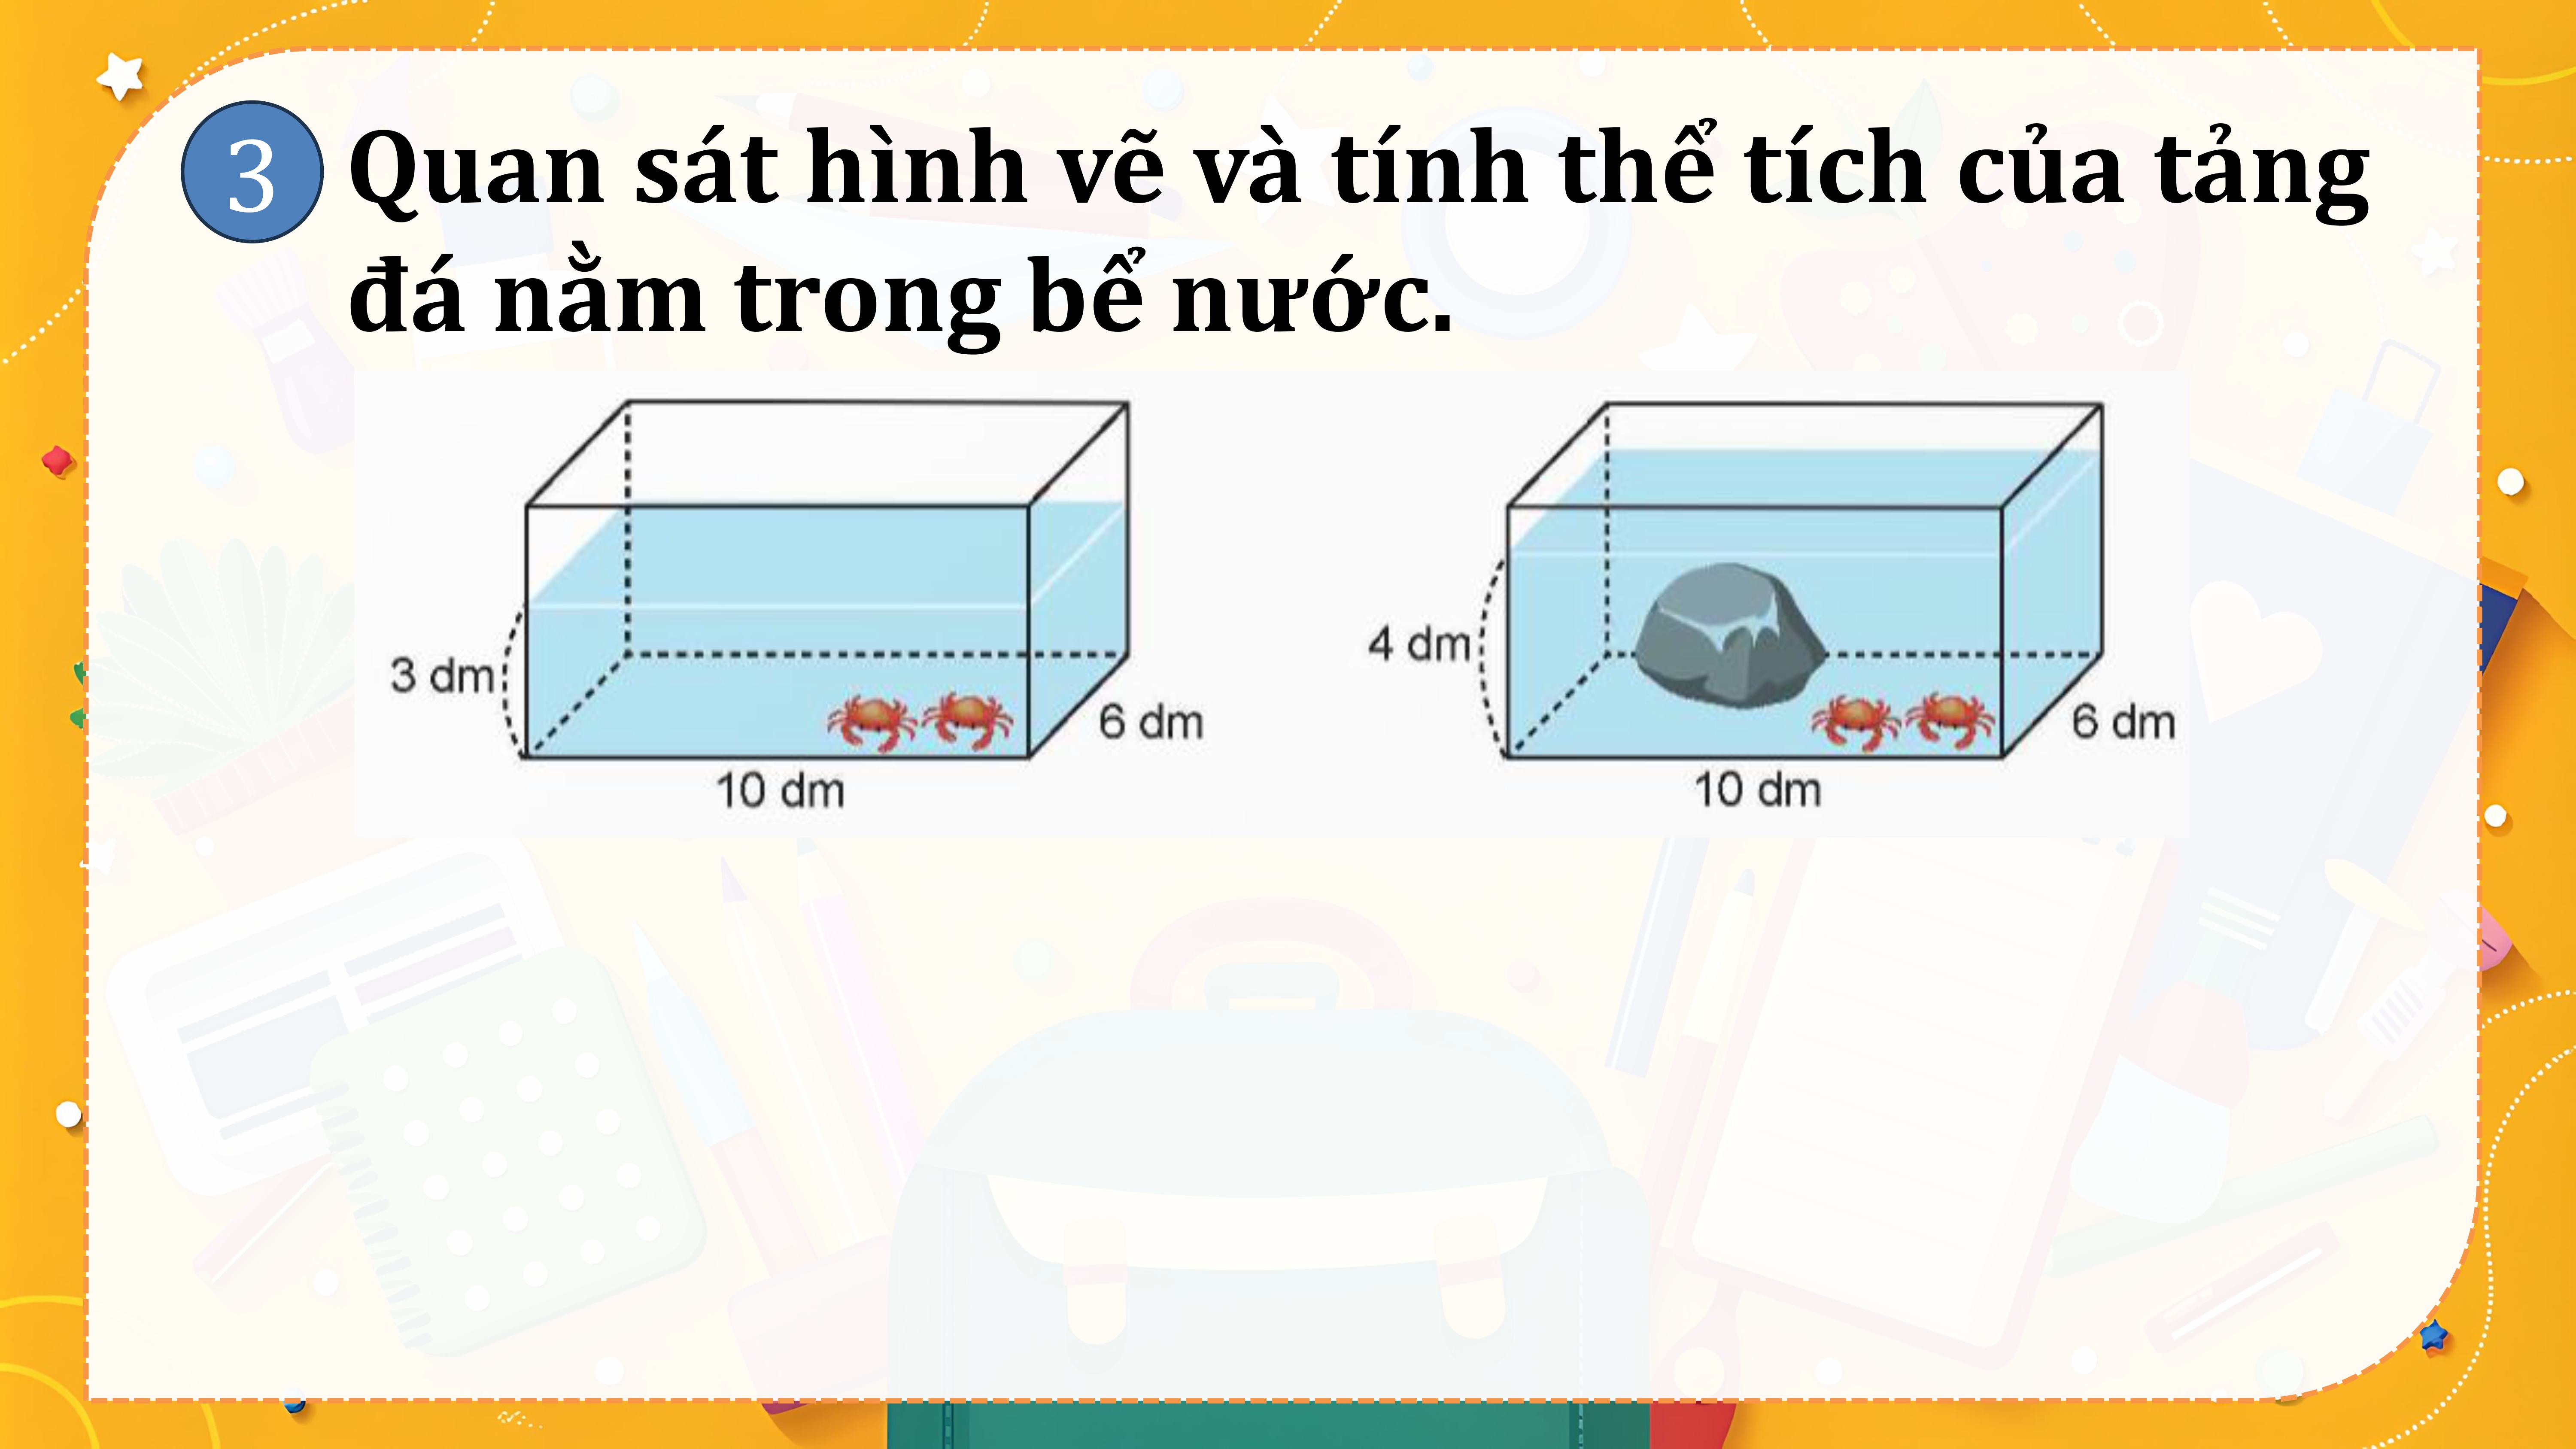 3 Quan sát hình vẽ và tính thể tích của tảng
đá nằm trong bể nước.
3 dm
6 dm
10 dm
4 dm
6 dm
10 dm